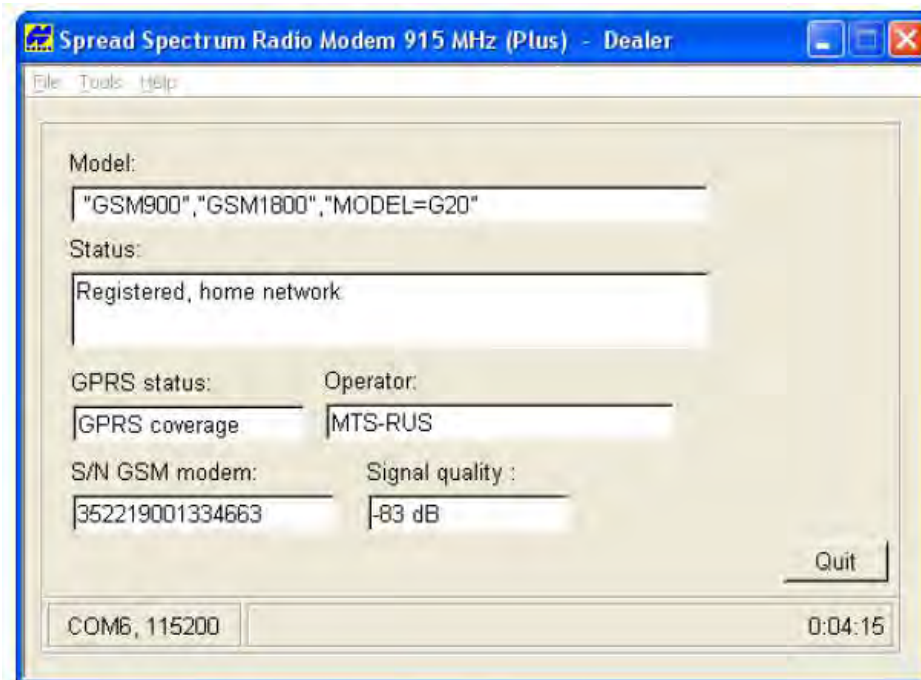 Spread Spectrum Radio Modem 915 MHz (Plus) - Dealer
File Tools Help
Model:
"GSM900","GSM1800","MODEL=G20"
Status:
Registered, home network
GPRS status: Operator:
GPRS coverage MTS-RUS
S/N GSM modem: Signal quality :
352219001334663 -83 dB
Quit
COM6, 115200 0:04:15